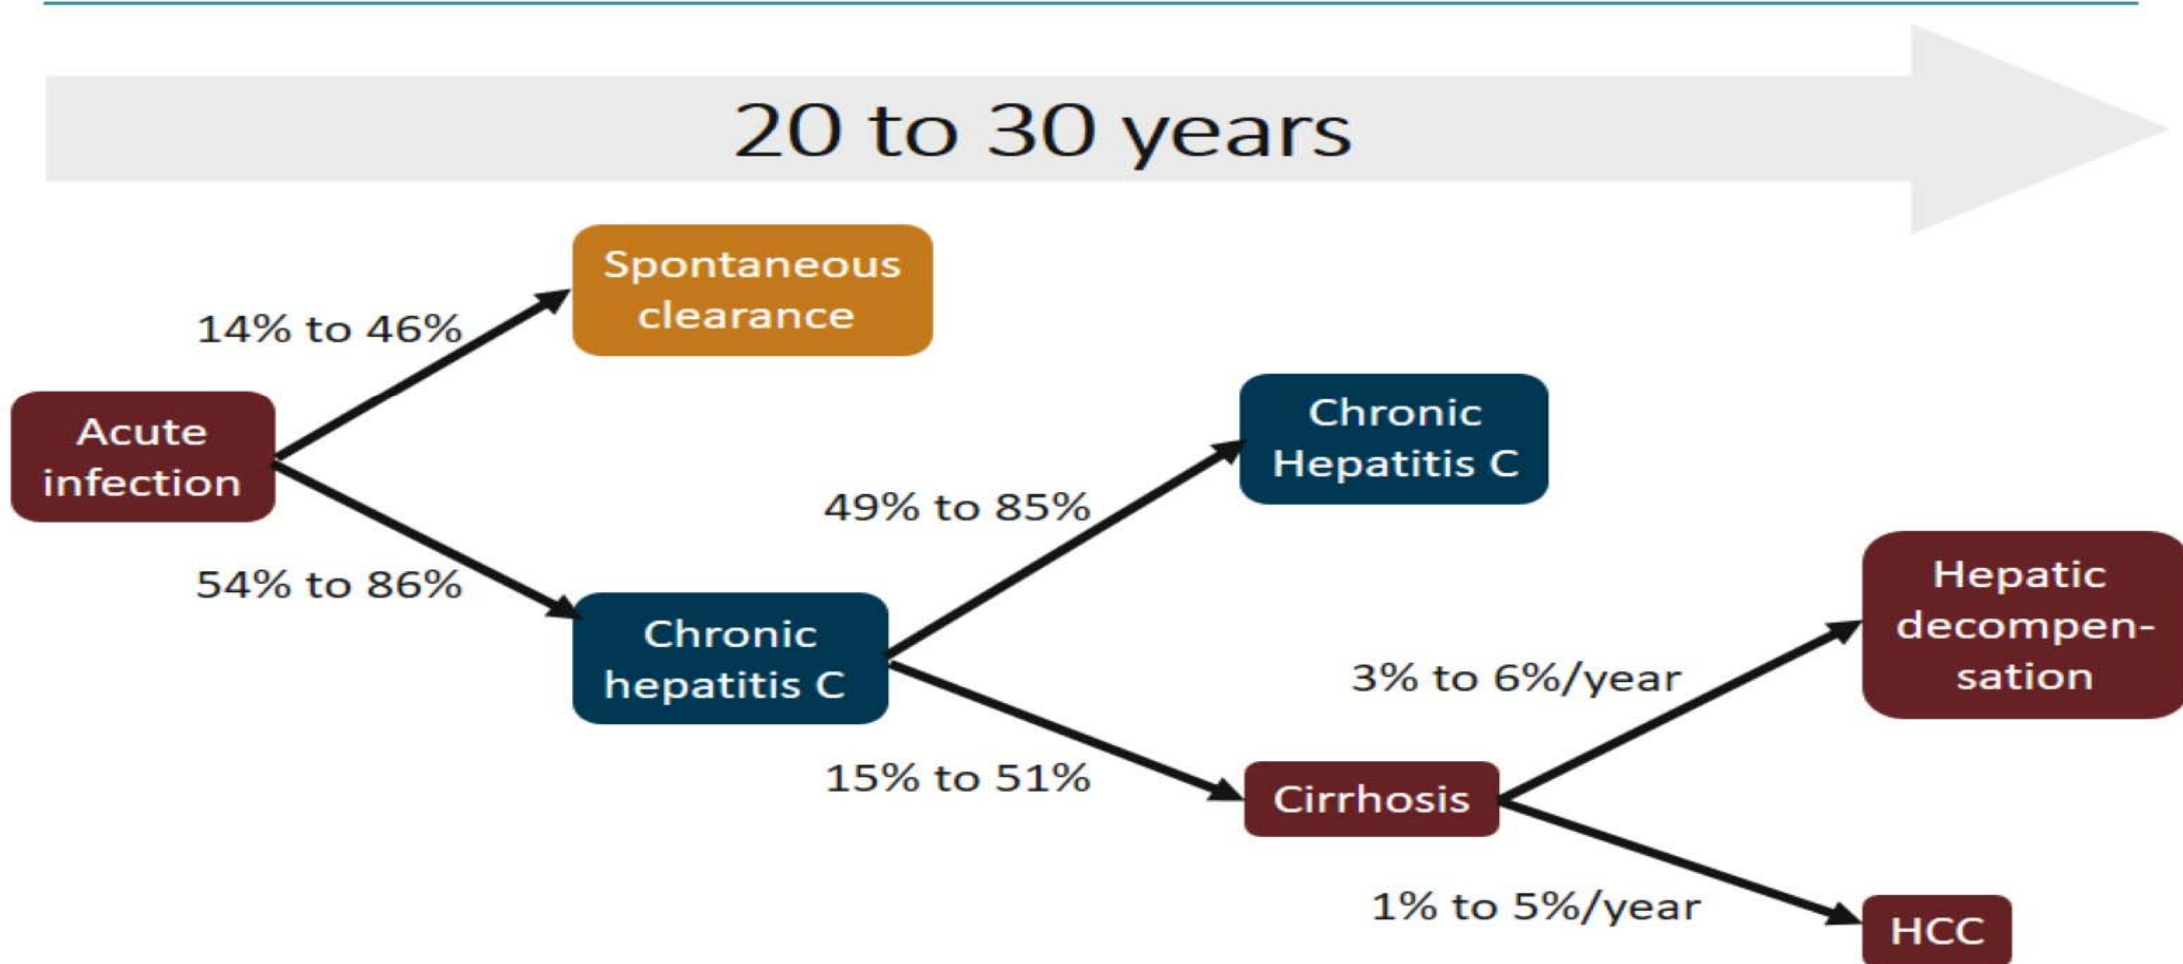 20 to 30 years
Spontaneous
clearance
14% to 46%
Acute
infection
54% to 86%
Chronic
hepatitis C
49% to 85%
Chronic
Hepatitis C
15% to 51%
Cirrhosis
3% to 6%/year
Hepatic
decompen-
sation
1% to 5%/year
HCC